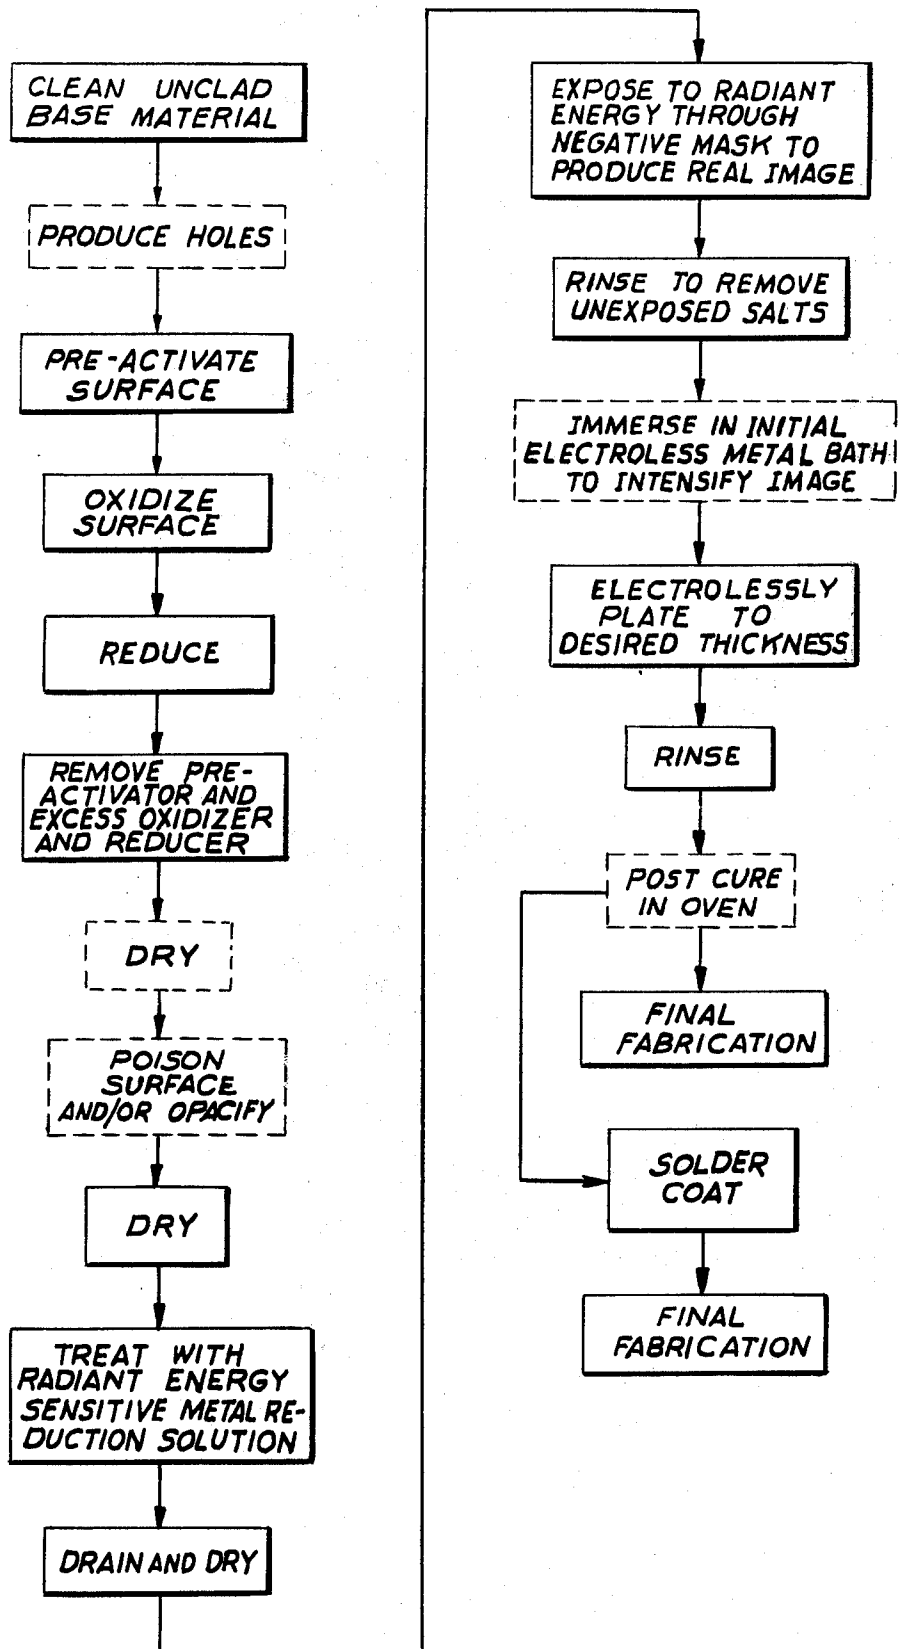 CLEAN UNCLAD
BASE MATERIAL
PRODUCE HOLES
PRE-ACTIVATE
SURFACE
OXIDIZE
SURFACE
REDUCE
REMOVE PRE-
ACTIVATOR AND
EXCESS OXIDIZER
AND REDUCER
DRY
POISON
SURFACE
AND/OR OPACIFY
DRY
TREAT WITH
RADIANT ENERGY
SENSITIVE METAL RE-
DUCTION SOLUTION
DRAIN AND DRY
EXPOSE TO RADIANT
ENERGY THROUGH
NEGATIVE MASK TO
PRODUCE REAL IMAGE
RINSE TO REMOVE
UNEXPOSED SALTS
IMMERSE IN INITIAL
ELECTROLESS METAL BATH
TO INTENSIFY IMAGE
ELECTROLESSLY
PLATE TO
DESIRED THICKNESS
RINSE
POST CURE
IN OVEN
FINAL
FABRICATION
SOLDER
COAT
FINAL
FABRICATION